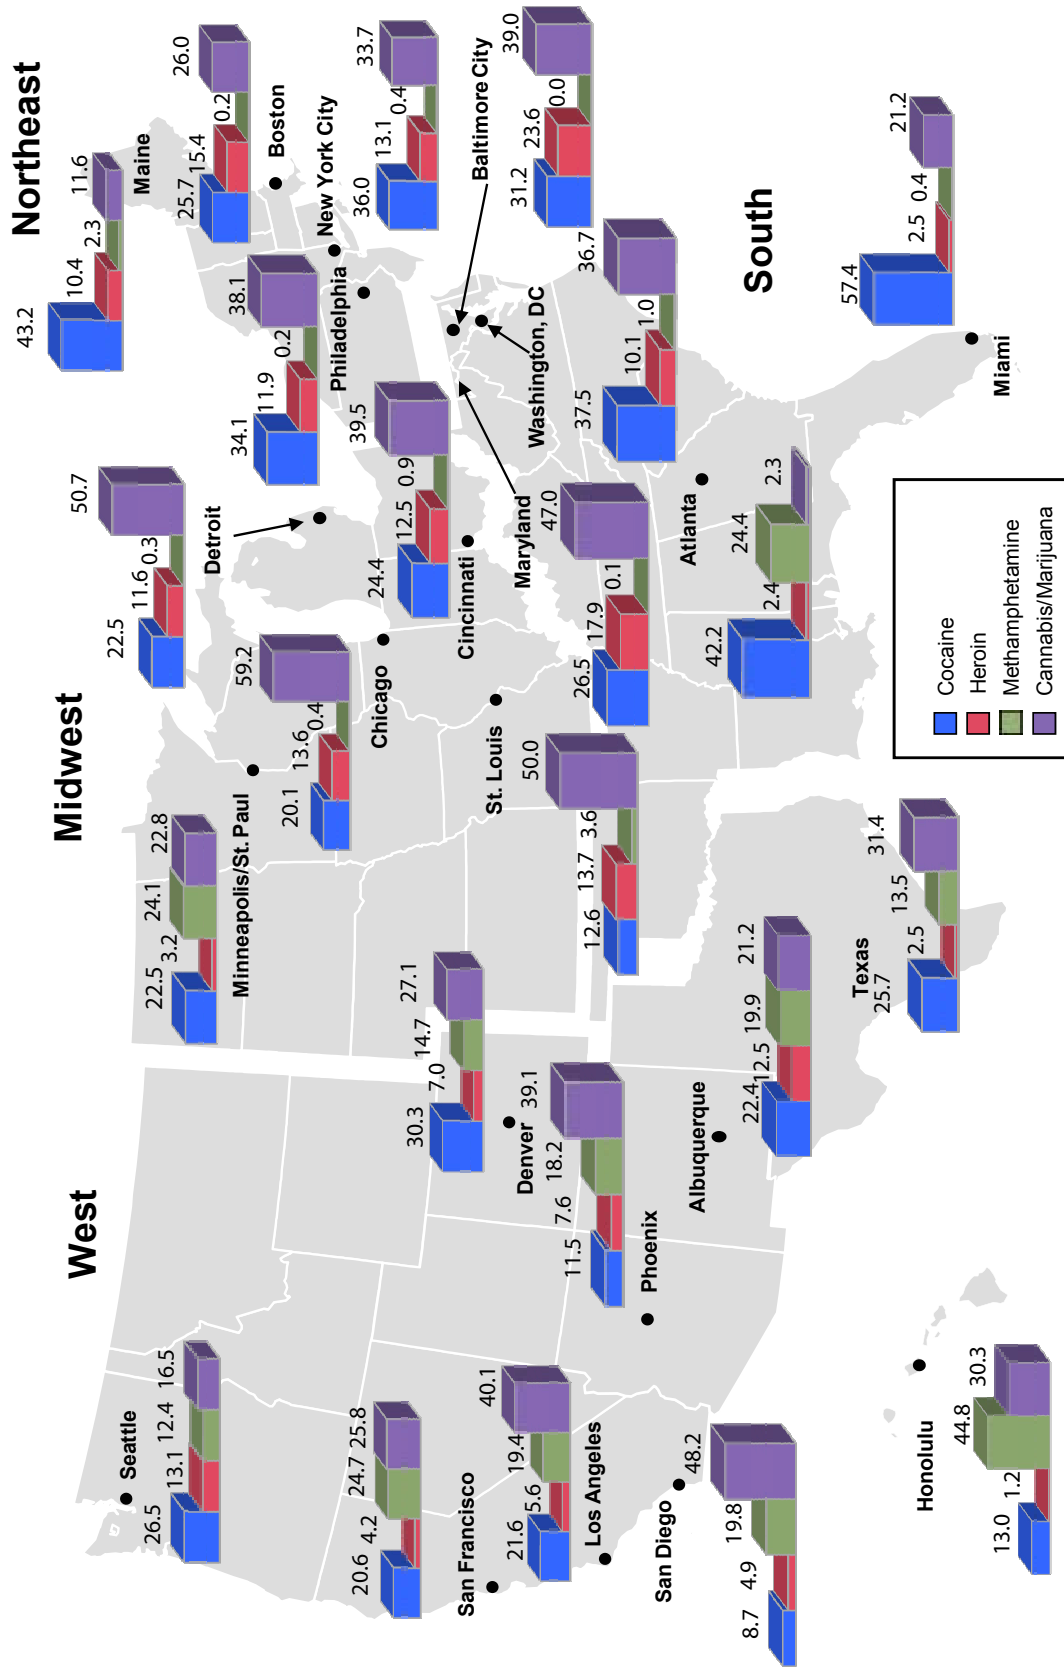 West
Midwest
Northeast
South
Seattle
26.5
13.1
12.4
16.5
San Francisco
20.6
4.2
24.7
25.8
Los Angeles
21.6
5.6
19.4
40.1
San Diego
8.7
4.9
19.8
48.2
Honolulu
13.0
1.2
44.8
30.3
Phoenix
11.5
7.6
18.2
39.1
Denver
30.3
7.0
14.7
27.1
Albuquerque
22.4
12.5
19.9
21.2
Texas
25.7
2.5
13.5
31.4
Minneapolis/St. Paul
22.5
3.2
24.1
22.8
Chicago
20.1
13.6
0.4
59.2
St. Louis
12.6
13.7
3.6
50.0
Detroit
22.5
11.6
0.3
50.7
Cincinnati
24.4
12.5
0.9
39.5
Maryland
26.5
17.9
0.1
47.0
Atlanta
42.2
2.4
24.4
2.3
Philadelphia
34.1
11.9
0.2
38.1
Maine
43.2
10.4
2.3
11.6
Boston
25.7
15.4
0.2
26.0
New York City
36.0
13.1
0.4
33.7
Baltimore City
31.2
23.6
0.0
39.0
Washington, DC
37.5
10.1
1.0
36.7
Miami
57.4
2.5
0.4
21.2
Cocaine
Heroin
Methamphetamine
Cannabis/Marijuana